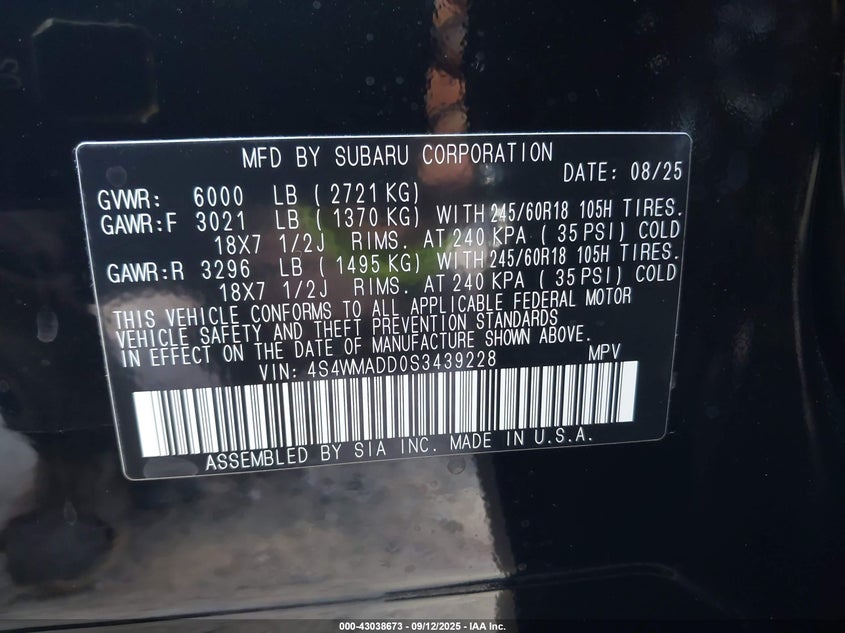 MFD BY SUBARU CORPORATION
DATE: 08/25
GVWR: 6000 LB ( 2721 KG)
GAWR:F 3021 LB ( 1370 KG) WITH 245/60R18 105H TIRES.
18X7 1/2J RIMS. AT 240 KPA ( 35 PSI) COLD
GAWR:R 3296 LB ( 1495 KG) WITH 245/60R18 105H TIRES.
18X7 1/2J RIMS. AT 240 KPA ( 35 PSI) COLD
THIS VEHICLE CONFORMS TO ALL APPLICABLE FEDERAL MOTOR
VEHICLE SAFETY AND THEFT PREVENTION STANDARDS
IN EFFECT ON THE DATE OF MANUFACTURE SHOWN ABOVE.
VIN: 4S4WMADD0S3439228 MPV
ASSEMBLED BY SIA INC. MADE IN U.S.A.
000-43038673 - 09/12/2025 - IAA Inc.